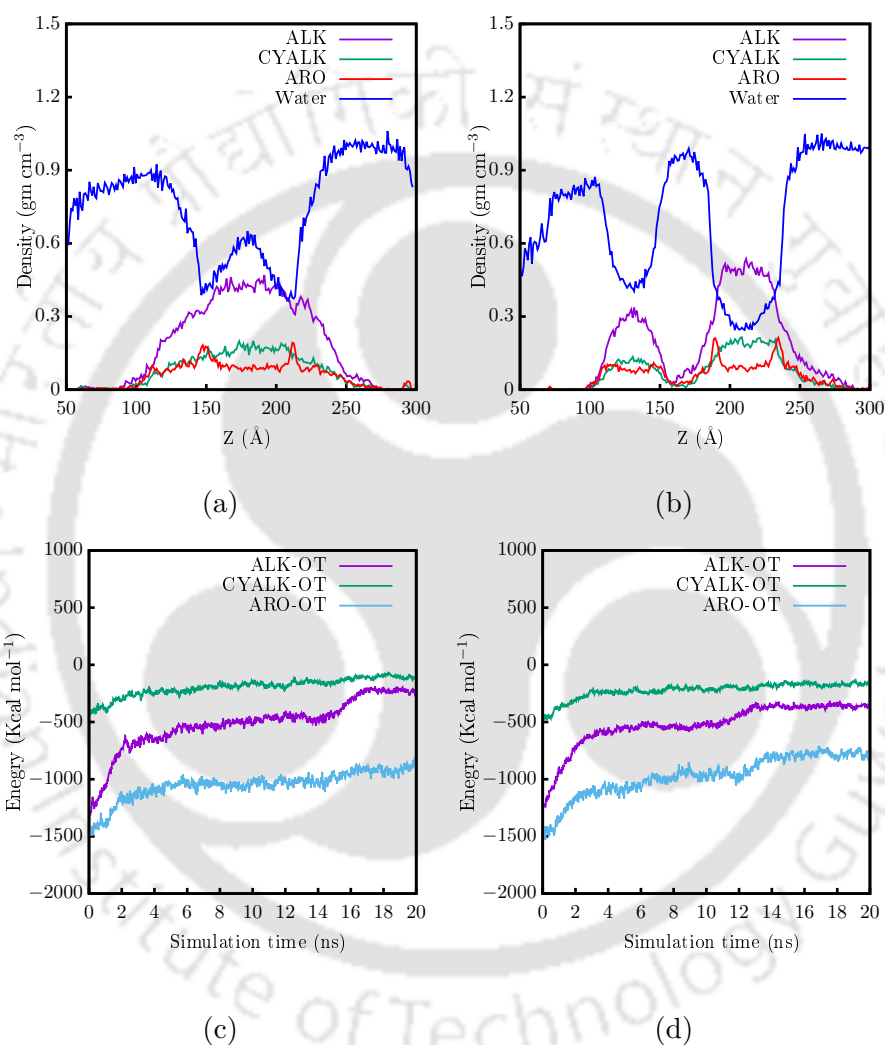 1.5
1.2
0.9
0.6
0.3
0
50 100 150 200 250 300
Density (gm cm−3)
Z (Å)
ALK
CYALK
ARO
Water
(a)
1.5
1.2
0.9
0.6
0.3
0
50 100 150 200 250 300
Density (gm cm−3)
Z (Å)
ALK
CYALK
ARO
Water
(b)
1000
500
0
−500
−1000
−1500
−2000
0 2 4 6 8 10 12 14 16 18 20
Enegry (Kcal mol−1)
Simulation time (ns)
ALK-OT
CYALK-OT
ARO-OT
(c)
1000
500
0
−500
−1000
−1500
−2000
0 2 4 6 8 10 12 14 16 18 20
Enegry (Kcal mol−1)
Simulation time (ns)
ALK-OT
CYALK-OT
ARO-OT
(d)
Institute of Technology